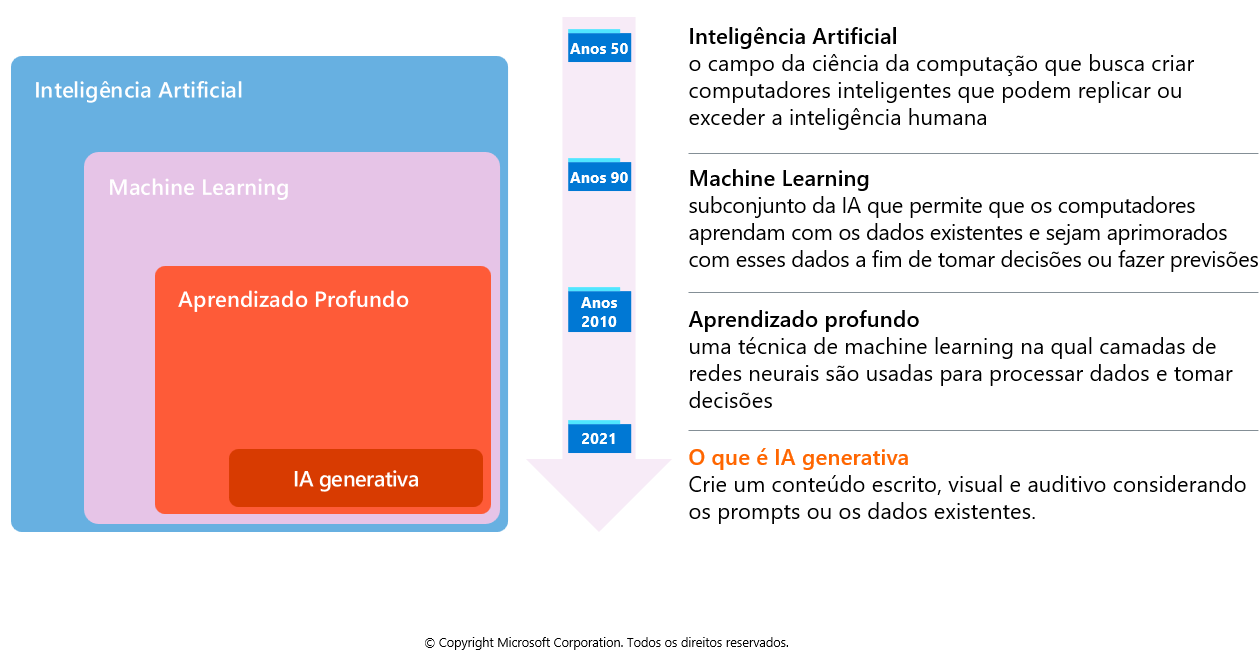 Inteligência Artificial
Machine Learning
Aprendizado Profundo
IA generativa
Anos 50
Anos 90
Anos
2010
2021
Inteligência Artificial
o campo da ciência da computação que busca criar
computadores inteligentes que podem replicar ou
exceder a inteligência humana
Machine Learning
subconjunto da IA que permite que os computadores
aprendam com os dados existentes e sejam aprimorados
com esses dados a fim de tomar decisões ou fazer previsões
Aprendizado profundo
uma técnica de machine learning na qual camadas de
redes neurais são usadas para processar dados e tomar
decisões
O que é IA generativa
Crie um conteúdo escrito, visual e auditivo considerando
os prompts ou os dados existentes.
© Copyright Microsoft Corporation. Todos os direitos reservados.